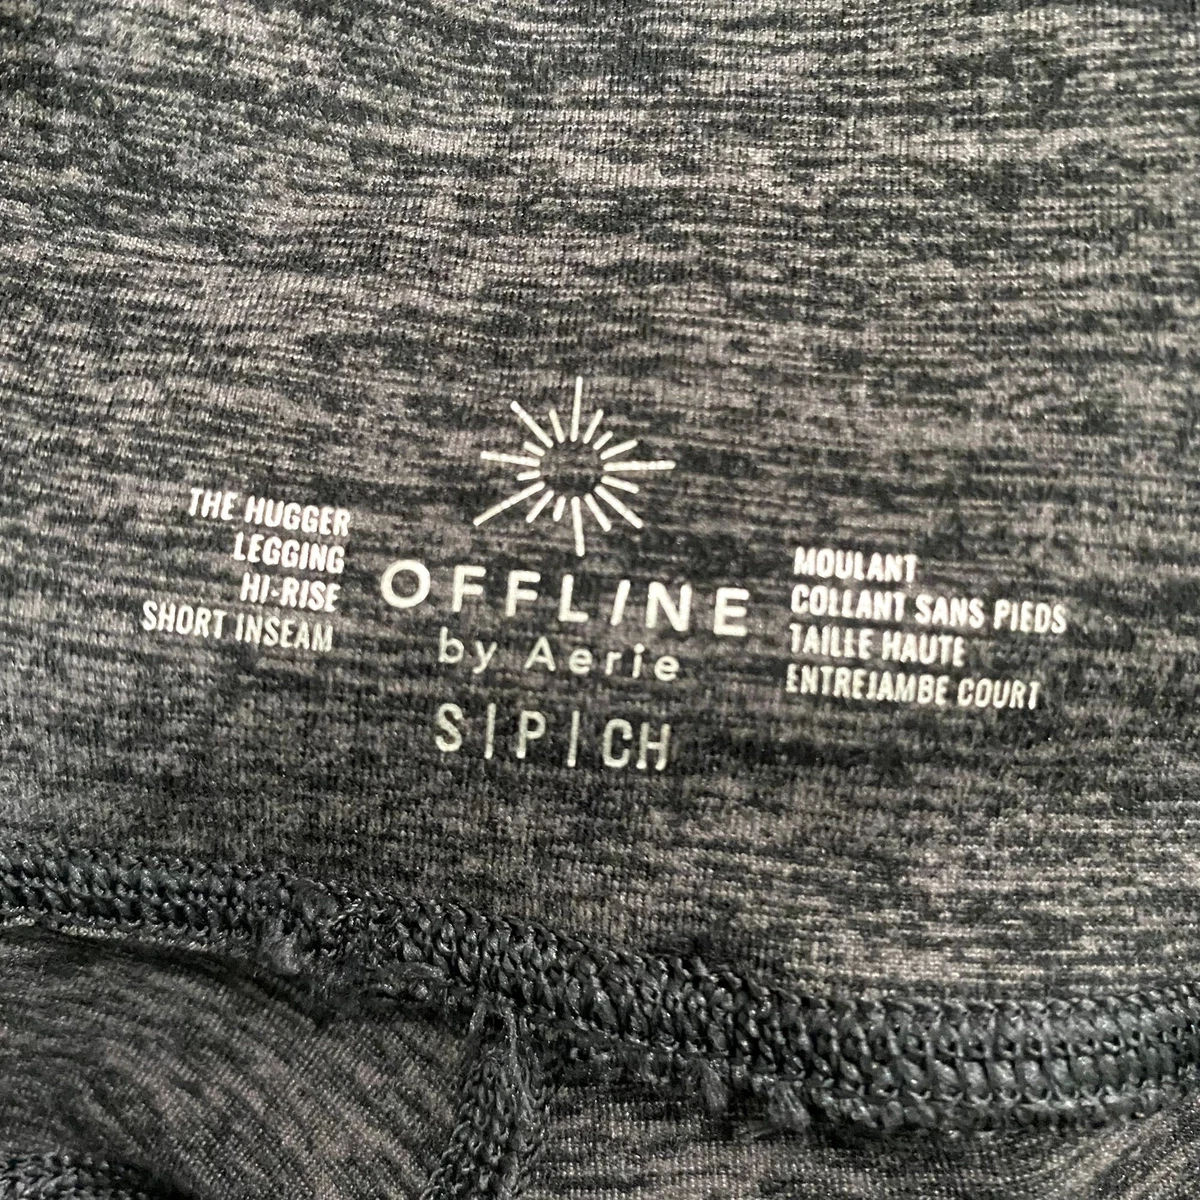 THE HUGGER
LEGGING
HI-RISE
SHORT INSEAM
OFFLINE
by Aerie
S|P|CH
MOULANT
COLLANT SANS PIEDS
TAILLE HAUTE
ENTREJAMBE COURT